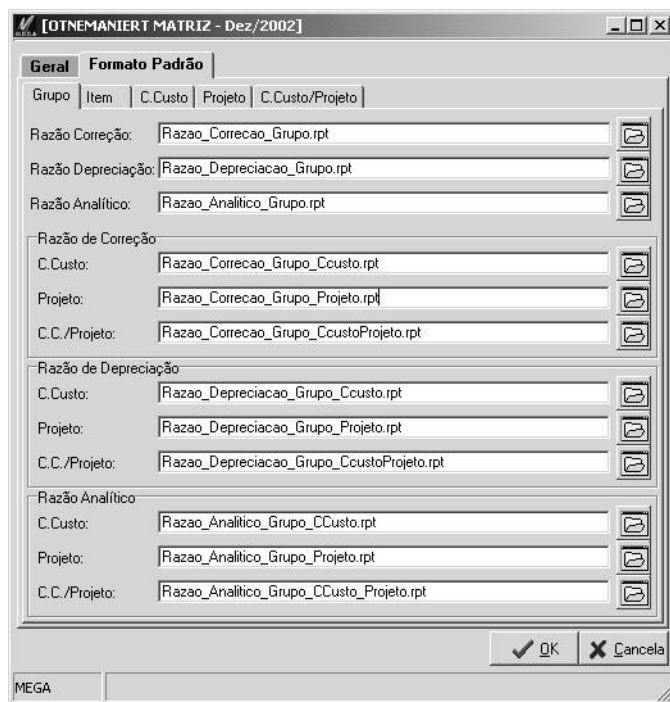 MEGA [OTNEMANIERT MATRIZ - Dez/2002]
Geral Formato Padrão
Grupo Item C.Custo Projeto C.Custo/Projeto
Razão Correção: Razao_Correcao_Grupo.rpt
Razão Depreciação: Razao_Depreciacao_Grupo.rpt
Razão Analítico: Razao_Analitico_Grupo.rpt
Razão de Correção
C.Custo: Razao_Correcao_Grupo_Ccusto.rpt
Projeto: Razao_Correcao_Grupo_Projeto.rpt
C.C./Projeto: Razao_Correcao_Grupo_CcustoProjeto.rpt
Razão de Depreciação
C.Custo: Razao_Depreciacao_Grupo_Ccusto.rpt
Projeto: Razao_Depreciacao_Grupo_Projeto.rpt
C.C./Projeto: Razao_Depreciacao_Grupo_CcustoProjeto.rpt
Razão Analítico
C.Custo: Razao_Analitico_Grupo_CCusto.rpt
Projeto: Razao_Analitico_Grupo_Projeto.rpt
C.C./Projeto: Razao_Analitico_Grupo_CCusto_Projeto.rpt
OK Cancela
MEGA